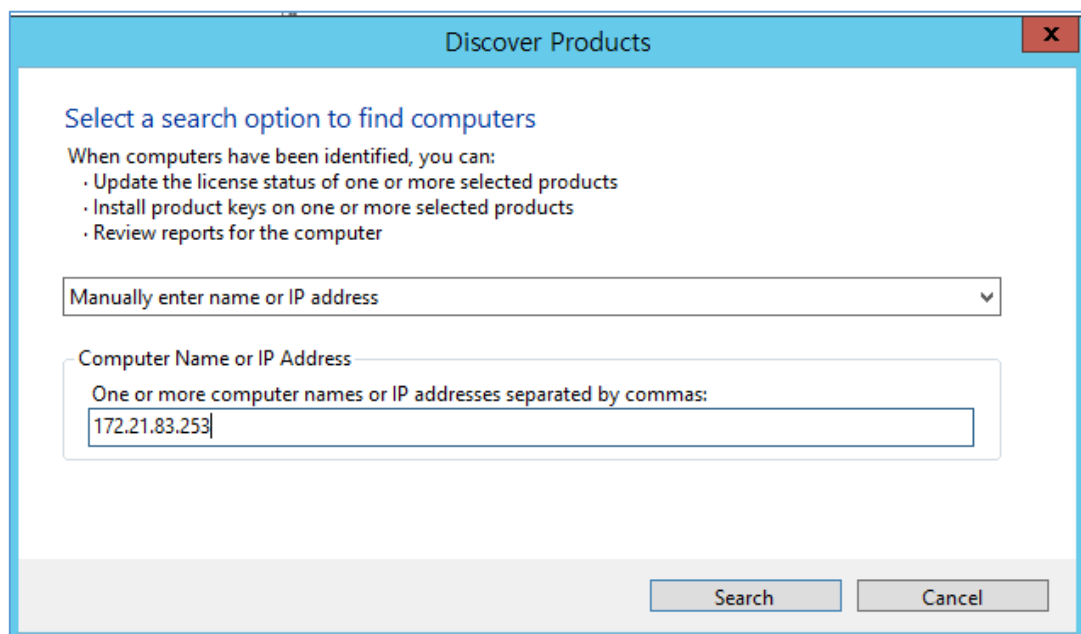 Discover Products
x
Select a search option to find computers
When computers have been identified, you can:
· Update the license status of one or more selected products
· Install product keys on one or more selected products
· Review reports for the computer
Manually enter name or IP address
Computer Name or IP Address
One or more computer names or IP addresses separated by commas:
172.21.83.253
Search
Cancel